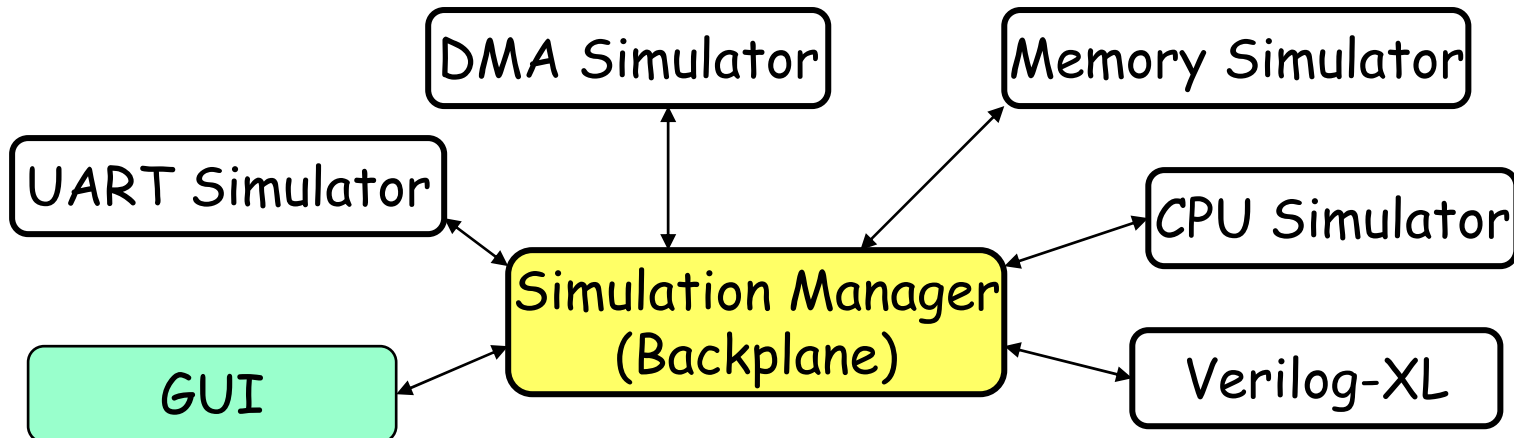 DMA Simulator
Memory Simulator
UART Simulator
CPU Simulator
Simulation Manager
(Backplane)
GUI
Verilog-XL